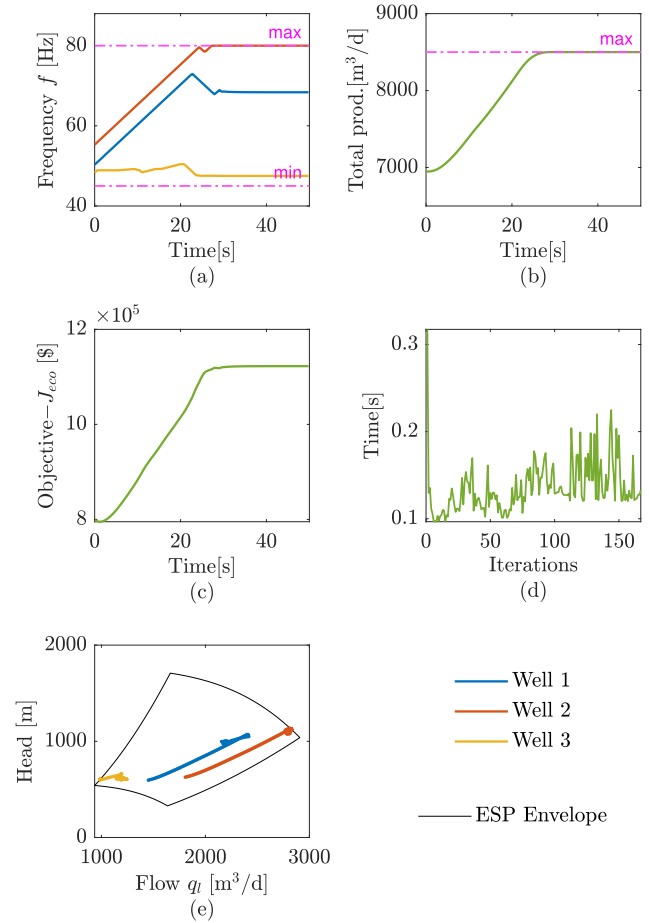 80
60
40
Frequency f [Hz]
max
min
0
20
40
Time[s]
(a)
9000
8000
7000
Total prod.[m³/d]
max
0
20
40
Time[s]
(b)
×10⁵
12
10
8
Objective−J_eco [$]
0
20
40
Time[s]
(c)
0.3
0.2
0.1
Time[s]
0
50
100
150
Iterations
(d)
2000
1000
0
Head [m]
1000
2000
3000
Flow q_l [m³/d]
(e)
Well 1
Well 2
Well 3
ESP Envelope